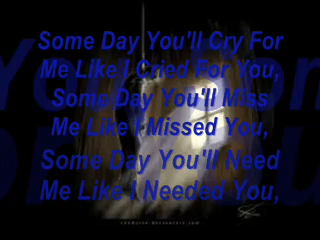 Some Day You'll Cry For
Me Like I Cried For You,
Some Day You'll Miss
Me Like I Missed You,
Some Day You'll Need
Me Like I Needed You,